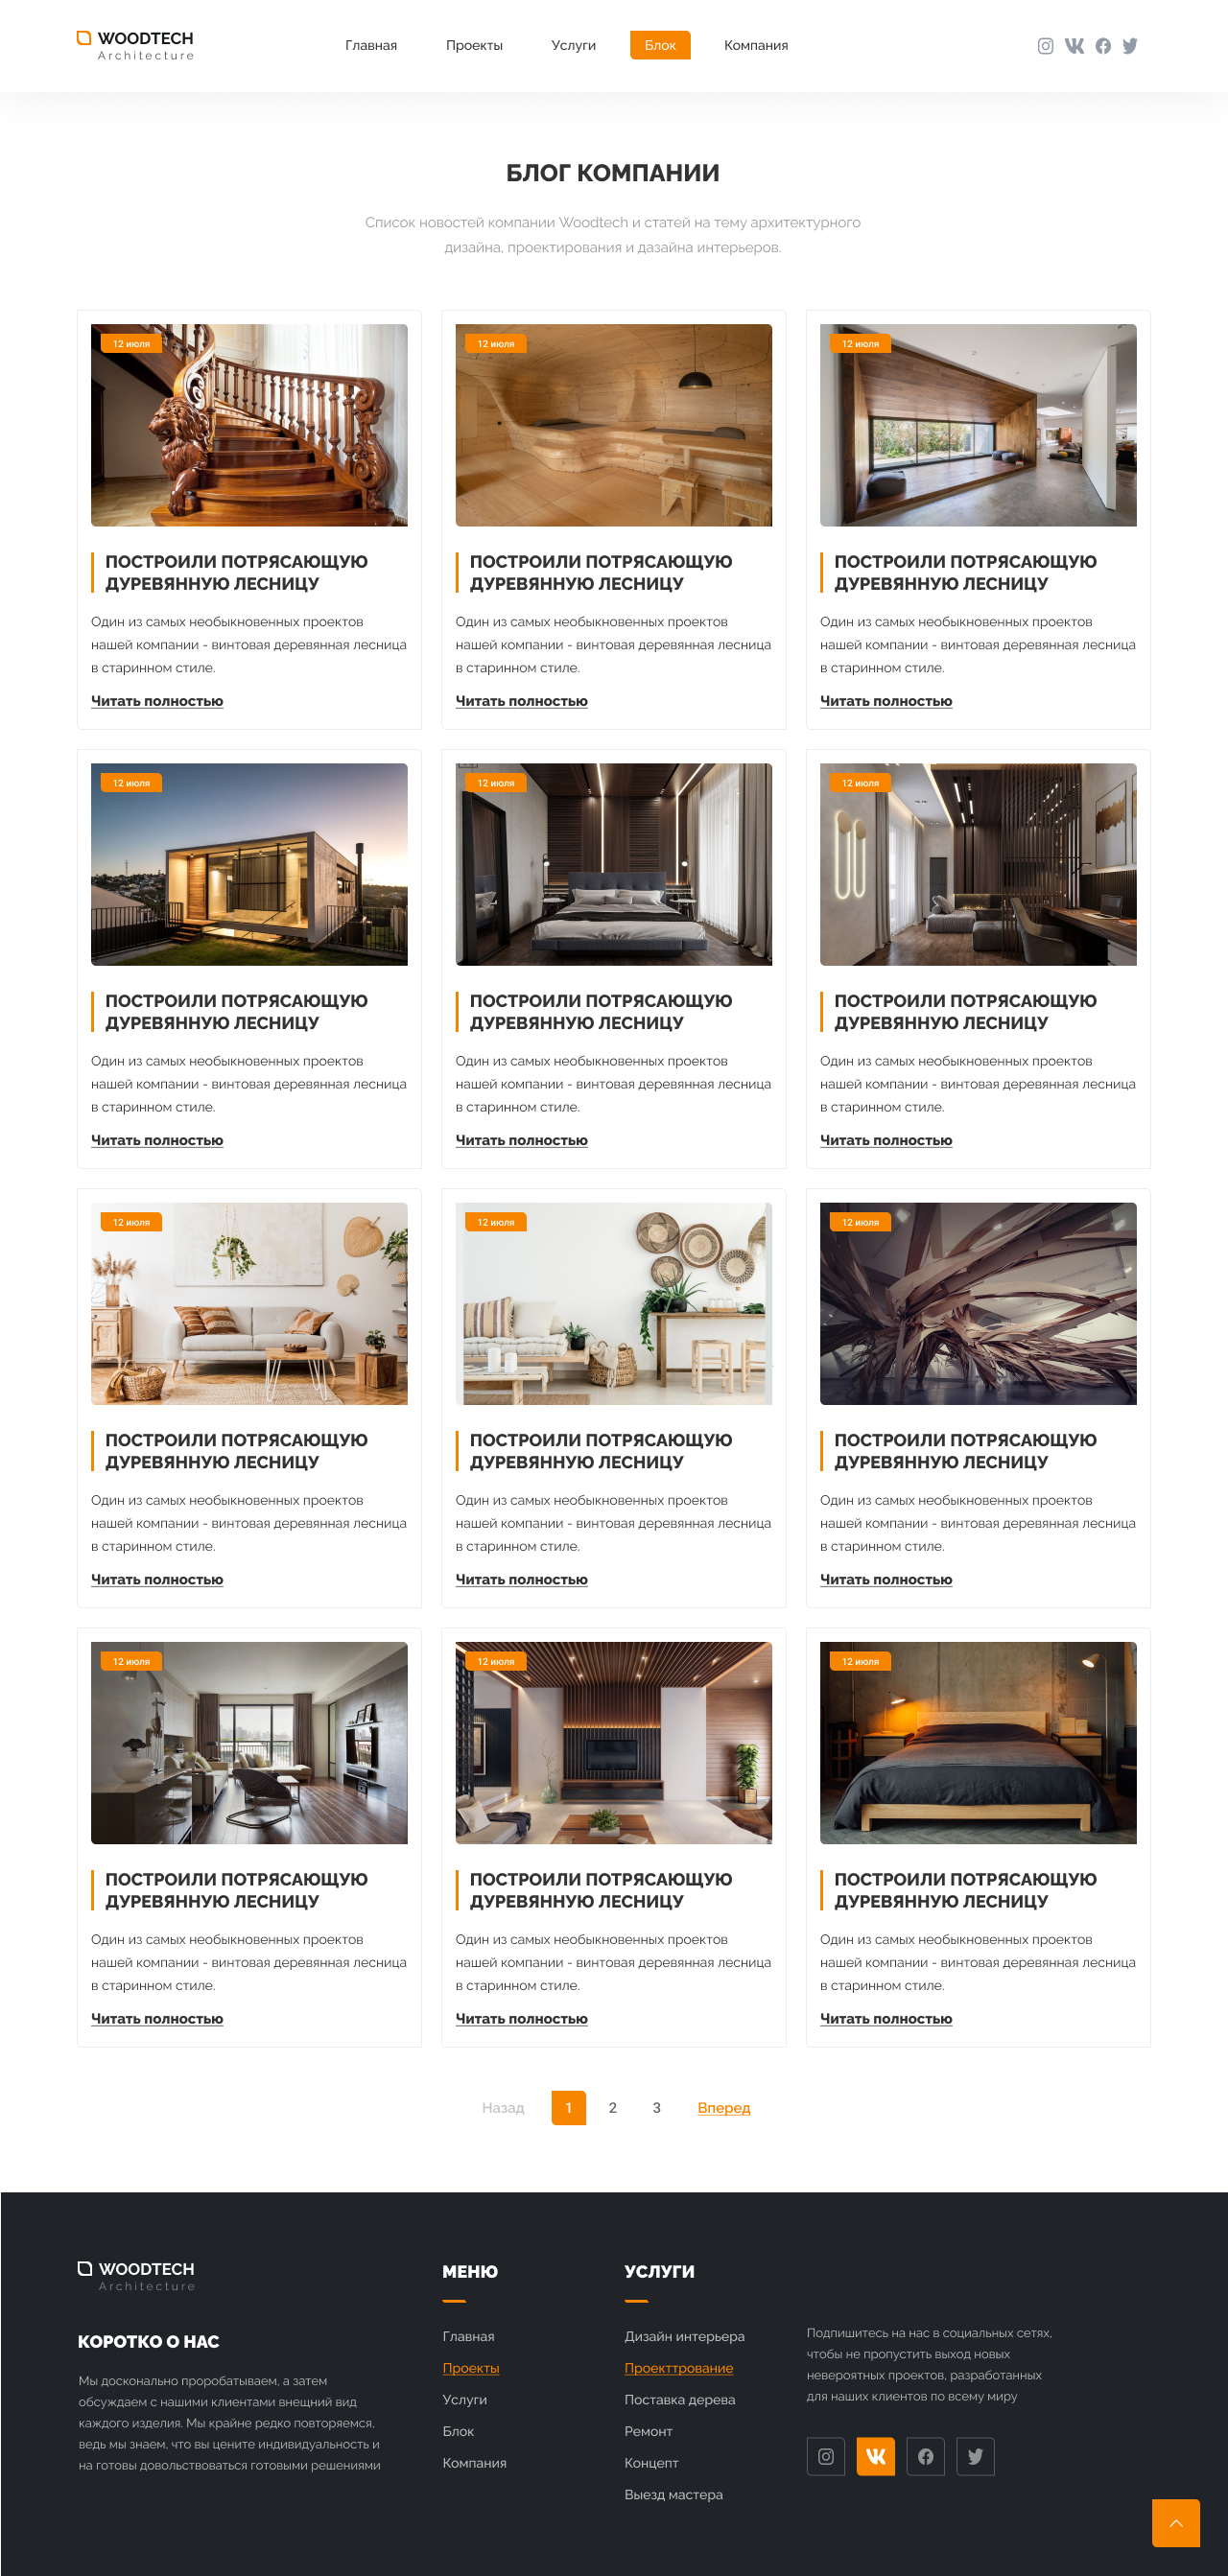 WOODTECH
Architecture
Главная Проекты Услуги Блок Компания
БЛОГ КОМПАНИИ
Список новостей компании Woodtech и статей на тему архитектурного
дизайна, проектирования и дазайна интерьеров.
12 июля
ПОСТРОИЛИ ПОТРЯСАЮЩУЮ
ДУРЕВЯННУЮ ЛЕСНИЦУ
Один из самых необыкновенных проектов
нашей компании - винтовая деревянная лесница
в старинном стиле.
Читать полностью
12 июля
ПОСТРОИЛИ ПОТРЯСАЮЩУЮ
ДУРЕВЯННУЮ ЛЕСНИЦУ
Один из самых необыкновенных проектов
нашей компании - винтовая деревянная лесница
в старинном стиле.
Читать полностью
12 июля
ПОСТРОИЛИ ПОТРЯСАЮЩУЮ
ДУРЕВЯННУЮ ЛЕСНИЦУ
Один из самых необыкновенных проектов
нашей компании - винтовая деревянная лесница
в старинном стиле.
Читать полностью
12 июля
ПОСТРОИЛИ ПОТРЯСАЮЩУЮ
ДУРЕВЯННУЮ ЛЕСНИЦУ
Один из самых необыкновенных проектов
нашей компании - винтовая деревянная лесница
в старинном стиле.
Читать полностью
12 июля
ПОСТРОИЛИ ПОТРЯСАЮЩУЮ
ДУРЕВЯННУЮ ЛЕСНИЦУ
Один из самых необыкновенных проектов
нашей компании - винтовая деревянная лесница
в старинном стиле.
Читать полностью
12 июля
ПОСТРОИЛИ ПОТРЯСАЮЩУЮ
ДУРЕВЯННУЮ ЛЕСНИЦУ
Один из самых необыкновенных проектов
нашей компании - винтовая деревянная лесница
в старинном стиле.
Читать полностью
12 июля
ПОСТРОИЛИ ПОТРЯСАЮЩУЮ
ДУРЕВЯННУЮ ЛЕСНИЦУ
Один из самых необыкновенных проектов
нашей компании - винтовая деревянная лесница
в старинном стиле.
Читать полностью
12 июля
ПОСТРОИЛИ ПОТРЯСАЮЩУЮ
ДУРЕВЯННУЮ ЛЕСНИЦУ
Один из самых необыкновенных проектов
нашей компании - винтовая деревянная лесница
в старинном стиле.
Читать полностью
12 июля
ПОСТРОИЛИ ПОТРЯСАЮЩУЮ
ДУРЕВЯННУЮ ЛЕСНИЦУ
Один из самых необыкновенных проектов
нашей компании - винтовая деревянная лесница
в старинном стиле.
Читать полностью
12 июля
ПОСТРОИЛИ ПОТРЯСАЮЩУЮ
ДУРЕВЯННУЮ ЛЕСНИЦУ
Один из самых необыкновенных проектов
нашей компании - винтовая деревянная лесница
в старинном стиле.
Читать полностью
12 июля
ПОСТРОИЛИ ПОТРЯСАЮЩУЮ
ДУРЕВЯННУЮ ЛЕСНИЦУ
Один из самых необыкновенных проектов
нашей компании - винтовая деревянная лесница
в старинном стиле.
Читать полностью
12 июля
ПОСТРОИЛИ ПОТРЯСАЮЩУЮ
ДУРЕВЯННУЮ ЛЕСНИЦУ
Один из самых необыкновенных проектов
нашей компании - винтовая деревянная лесница
в старинном стиле.
Читать полностью
Назад 1 2 3 Вперед
WOODTECH
Architecture
КОРОТКО О НАС
Мы досконально проробатываем, а затем
обсуждаем с нашими клиентами внещний вид
каждого изделия. Мы крайне редко повторяемся,
ведь мы знаем, что вы цените индивидуальность и
на готовы довольствоваться готовыми решениями
МЕНЮ
Главная
Проекты
Услуги
Блок
Компания
УСЛУГИ
Дизайн интерьера
Проекттрование
Поставка дерева
Ремонт
Концепт
Выезд мастера
Подпишитесь на нас в социальных сетях,
чтобы не пропустить выход новых
невероятных проектов, разработанных
для наших клиентов по всему миру